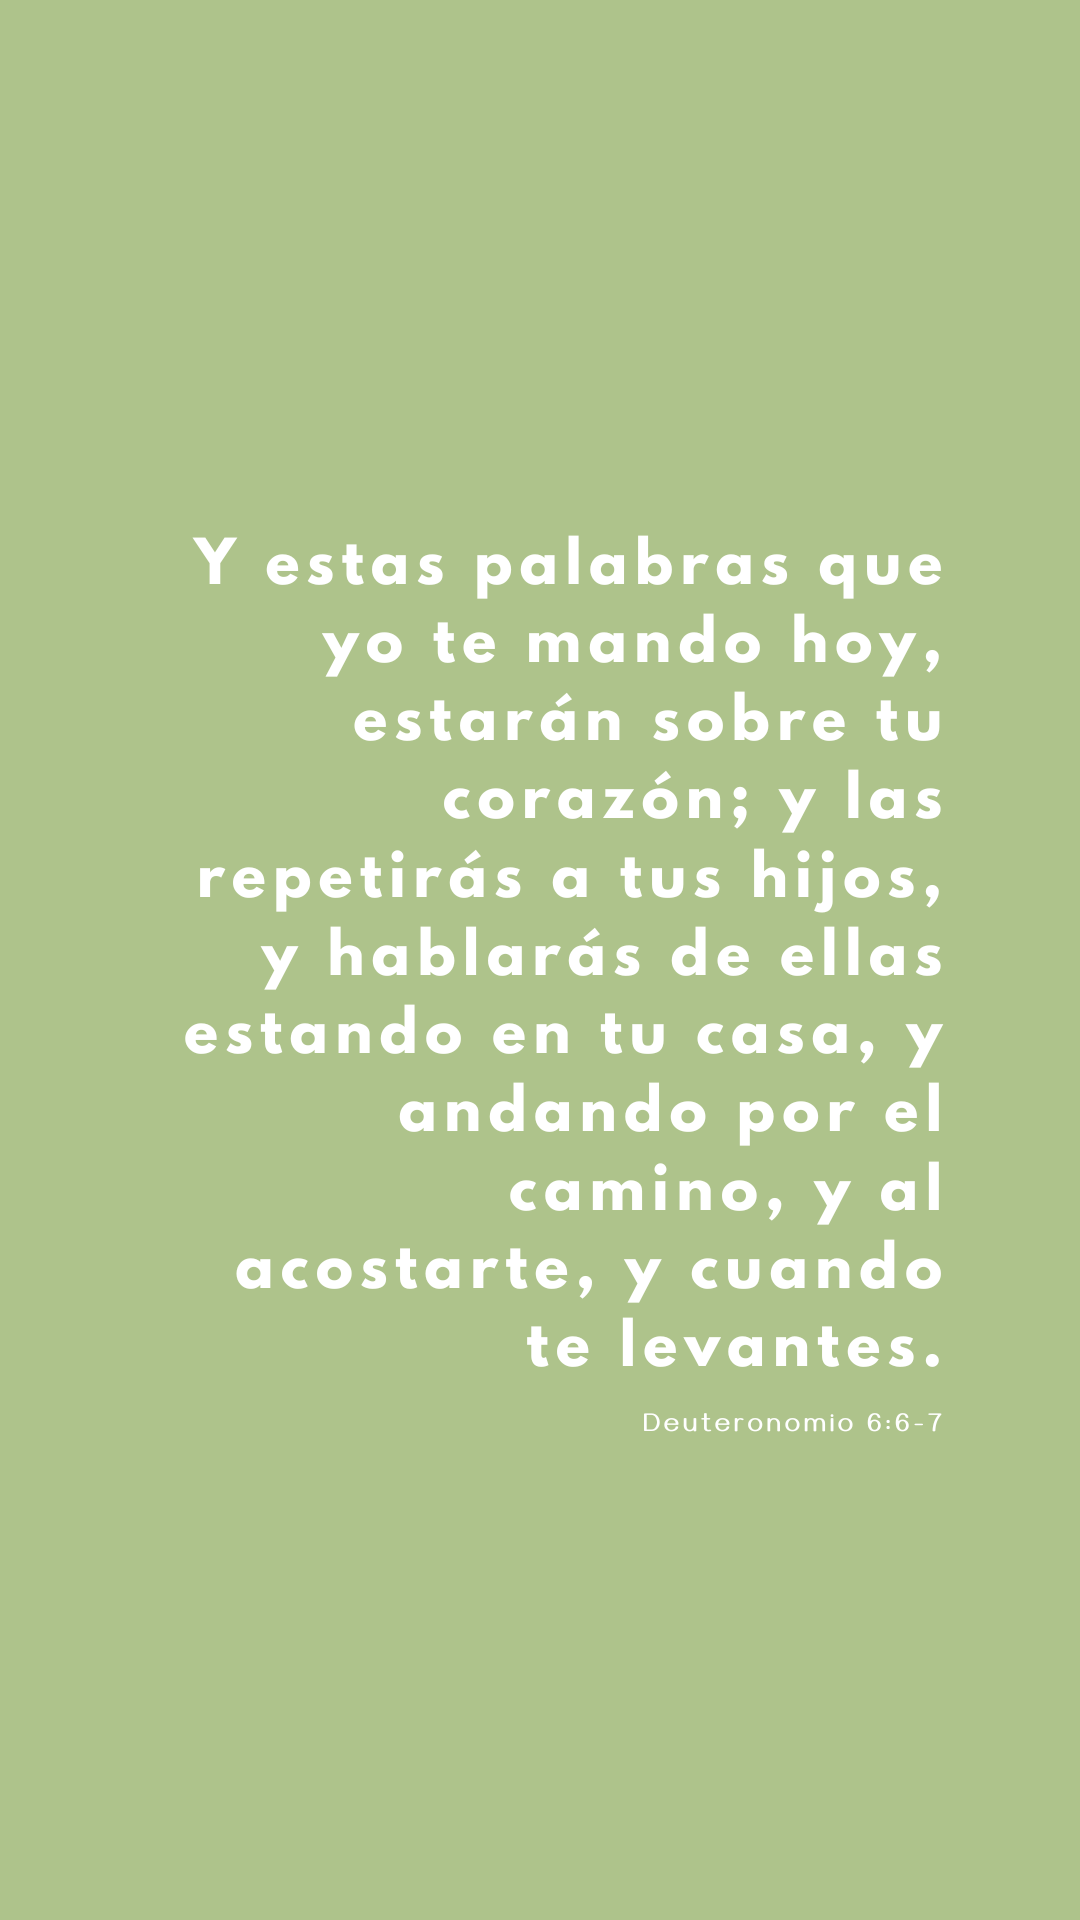 Y estas palabras que
yo te mando hoy,
estarán sobre tu
corazón; y las
repetirás a tus hijos,
y hablarás de ellas
estando en tu casa, y
andando por el
camino, y al
acostarte, y cuando
te levantes.
Deuteronomio 6:6-7